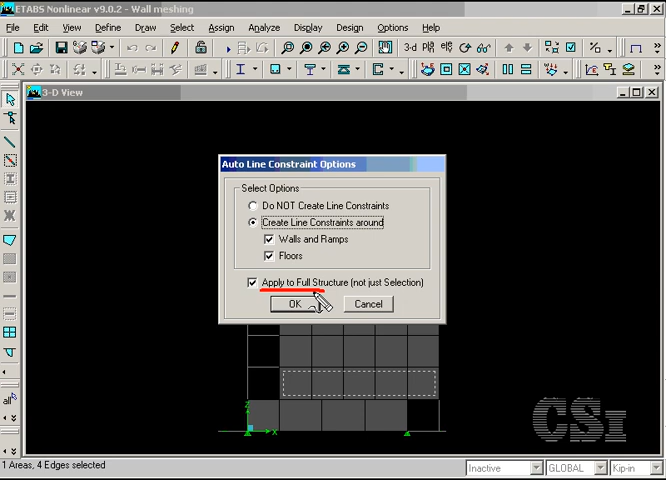 ETABS Nonlinear v9.0.2 - Wall meshing
File Edit View Define Draw Select Assign Analyze Display Design Options Help
3-d
3-D View
Auto Line Constraint Options
Select Options
Do NOT Create Line Constraints
Create Line Constraints around
Walls and Ramps
Floors
Apply to Full Structure (not just Selection)
OK Cancel
all
Z
X
CSI
1 Areas, 4 Edges selected
Inactive GLOBAL Kip-in